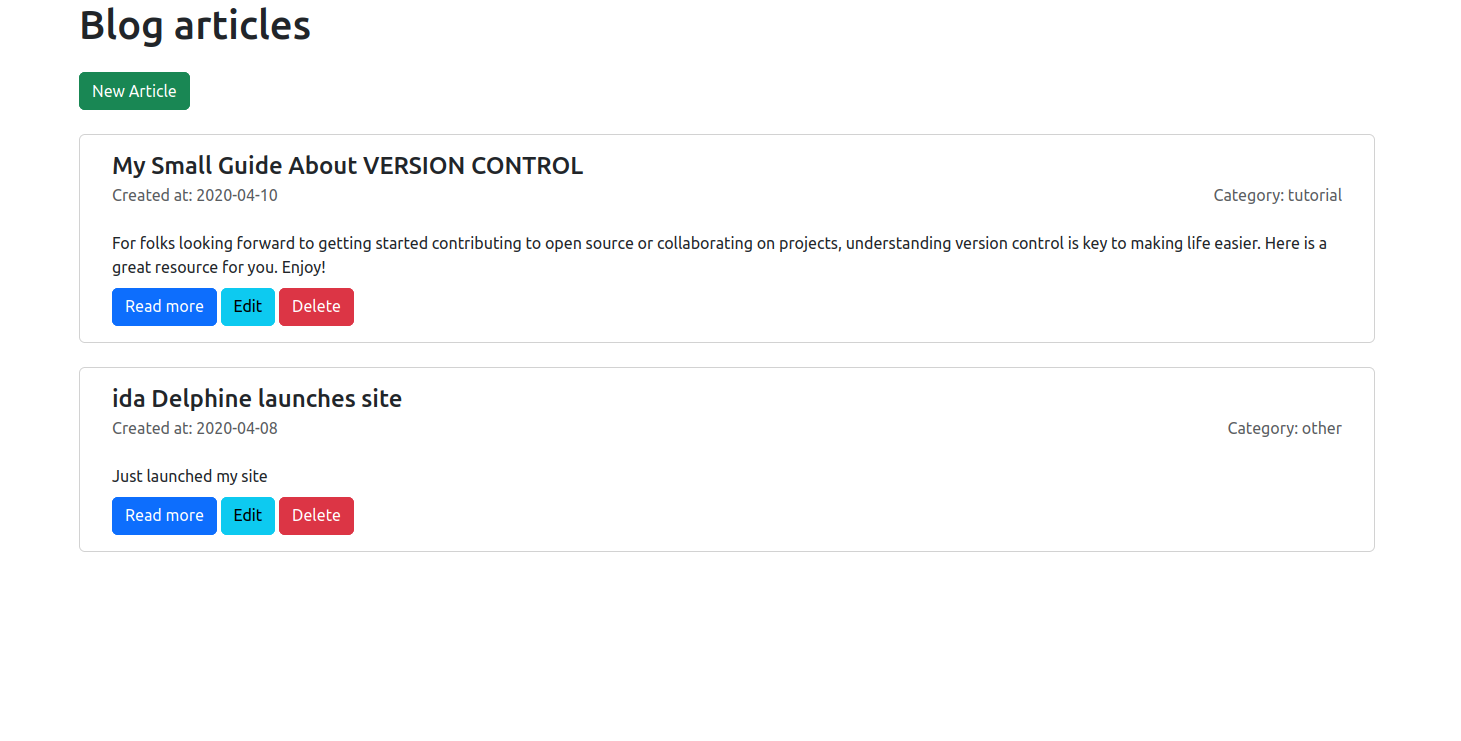 Blog articles
New Article
My Small Guide About VERSION CONTROL
Created at: 2020-04-10
Category: tutorial
For folks looking forward to getting started contributing to open source or collaborating on projects, understanding version control is key to making life easier. Here is a
great resource for you. Enjoy!
Read more Edit Delete
ida Delphine launches site
Created at: 2020-04-08
Category: other
Just launched my site
Read more Edit Delete